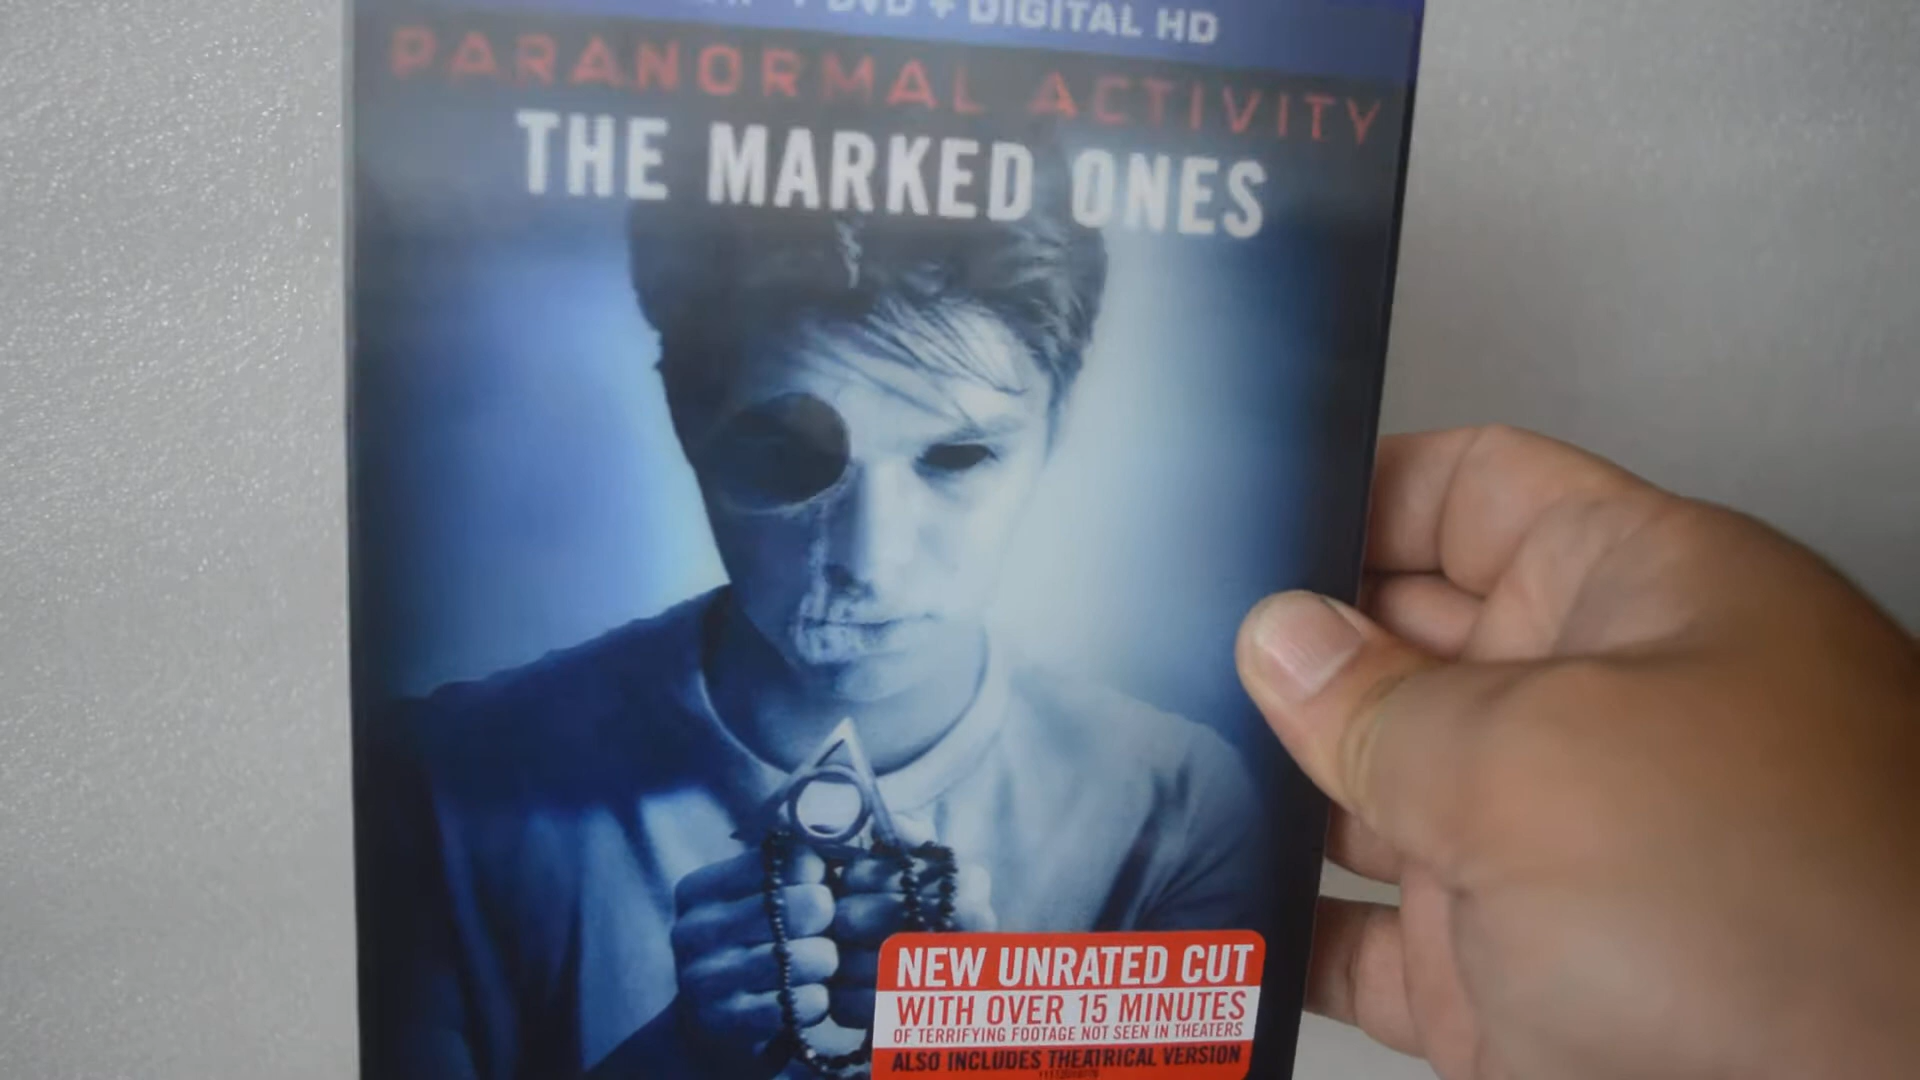 + DVD + DIGITAL HD
PARANORMAL ACTIVITY
THE MARKED ONES
NEW UNRATED CUT
WITH OVER 15 MINUTES
OF TERRIFYING FOOTAGE NOT SEEN IN THEATERS
ALSO INCLUDES THEATRICAL VERSION